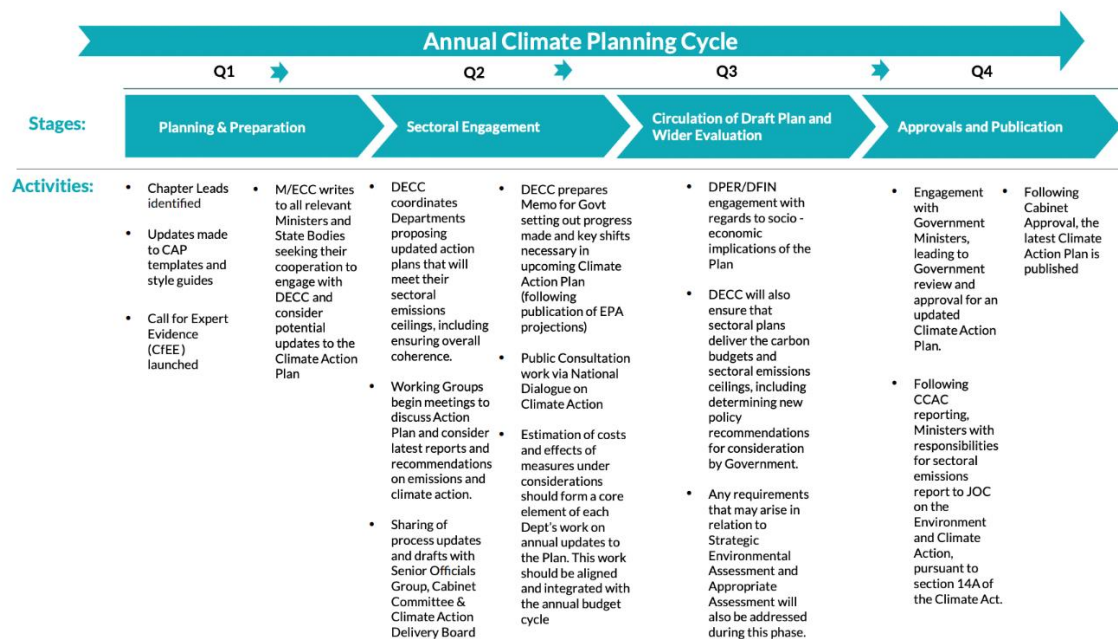 Annual Climate Planning Cycle
Q1
Q2
Q3
Q4
Stages:
Planning & Preparation
Sectoral Engagement
Circulation of Draft Plan and
Wider Evaluation
Approvals and Publication
Activities:
• Chapter Leads
identified
• Updates made
to CAP
templates and
style guides
• Call for Expert
Evidence
(CfEE)
launched
• M/ECC writes
to all relevant
Ministers and
State Bodies
seeking their
cooperation to
engage with
DECC and
consider
potential
updates to the
Climate Action
Plan
• DECC
coordinates
Departments
proposing
updated action
plans that will
meet their
sectoral
emissions
ceilings, including
ensuring overall
coherence.
• Working Groups
begin meetings to
discuss Action
Plan and consider
latest reports and
recommendations
on emissions and
climate action.
• Sharing of
process updates
and drafts with
Senior Officials
Group, Cabinet
Committee &
Climate Action
Delivery Board
• DECC prepares
Memo for Govt
setting out progress
made and key shifts
necessary in
upcoming Climate
Action Plan
(following
publication of EPA
projections)
• Public Consultation
work via National
Dialogue on
Climate Action
• Estimation of costs
and effects of
measures under
considerations
should form a core
element of each
Dept's work on
annual updates to
the Plan. This work
should be aligned
and integrated with
the annual budget
cycle
• DPER/DFIN
engagement with
regards to socio -
economic
implications of the
Plan
• DECC will also
ensure that
sectoral plans
deliver the carbon
budgets and
sectoral emissions
ceilings, including
determining new
policy
recommendations
for consideration
by Government.
• Any requirements
that may arise in
relation to
Strategic
Environmental
Assessment and
Appropriate
Assessment will
also be addressed
during this phase.
• Engagement
with
Government
Ministers,
leading to
Government
review and
approval for an
updated
Climate Action
Plan.
• Following
CCAC
reporting,
Ministers with
responsibilities
for sectoral
emissions
report to JOC
on the
Environment
and Climate
Action,
pursuant to
section 14A of
the Climate Act.
• Following
Cabinet
Approval, the
latest Climate
Action Plan is
published